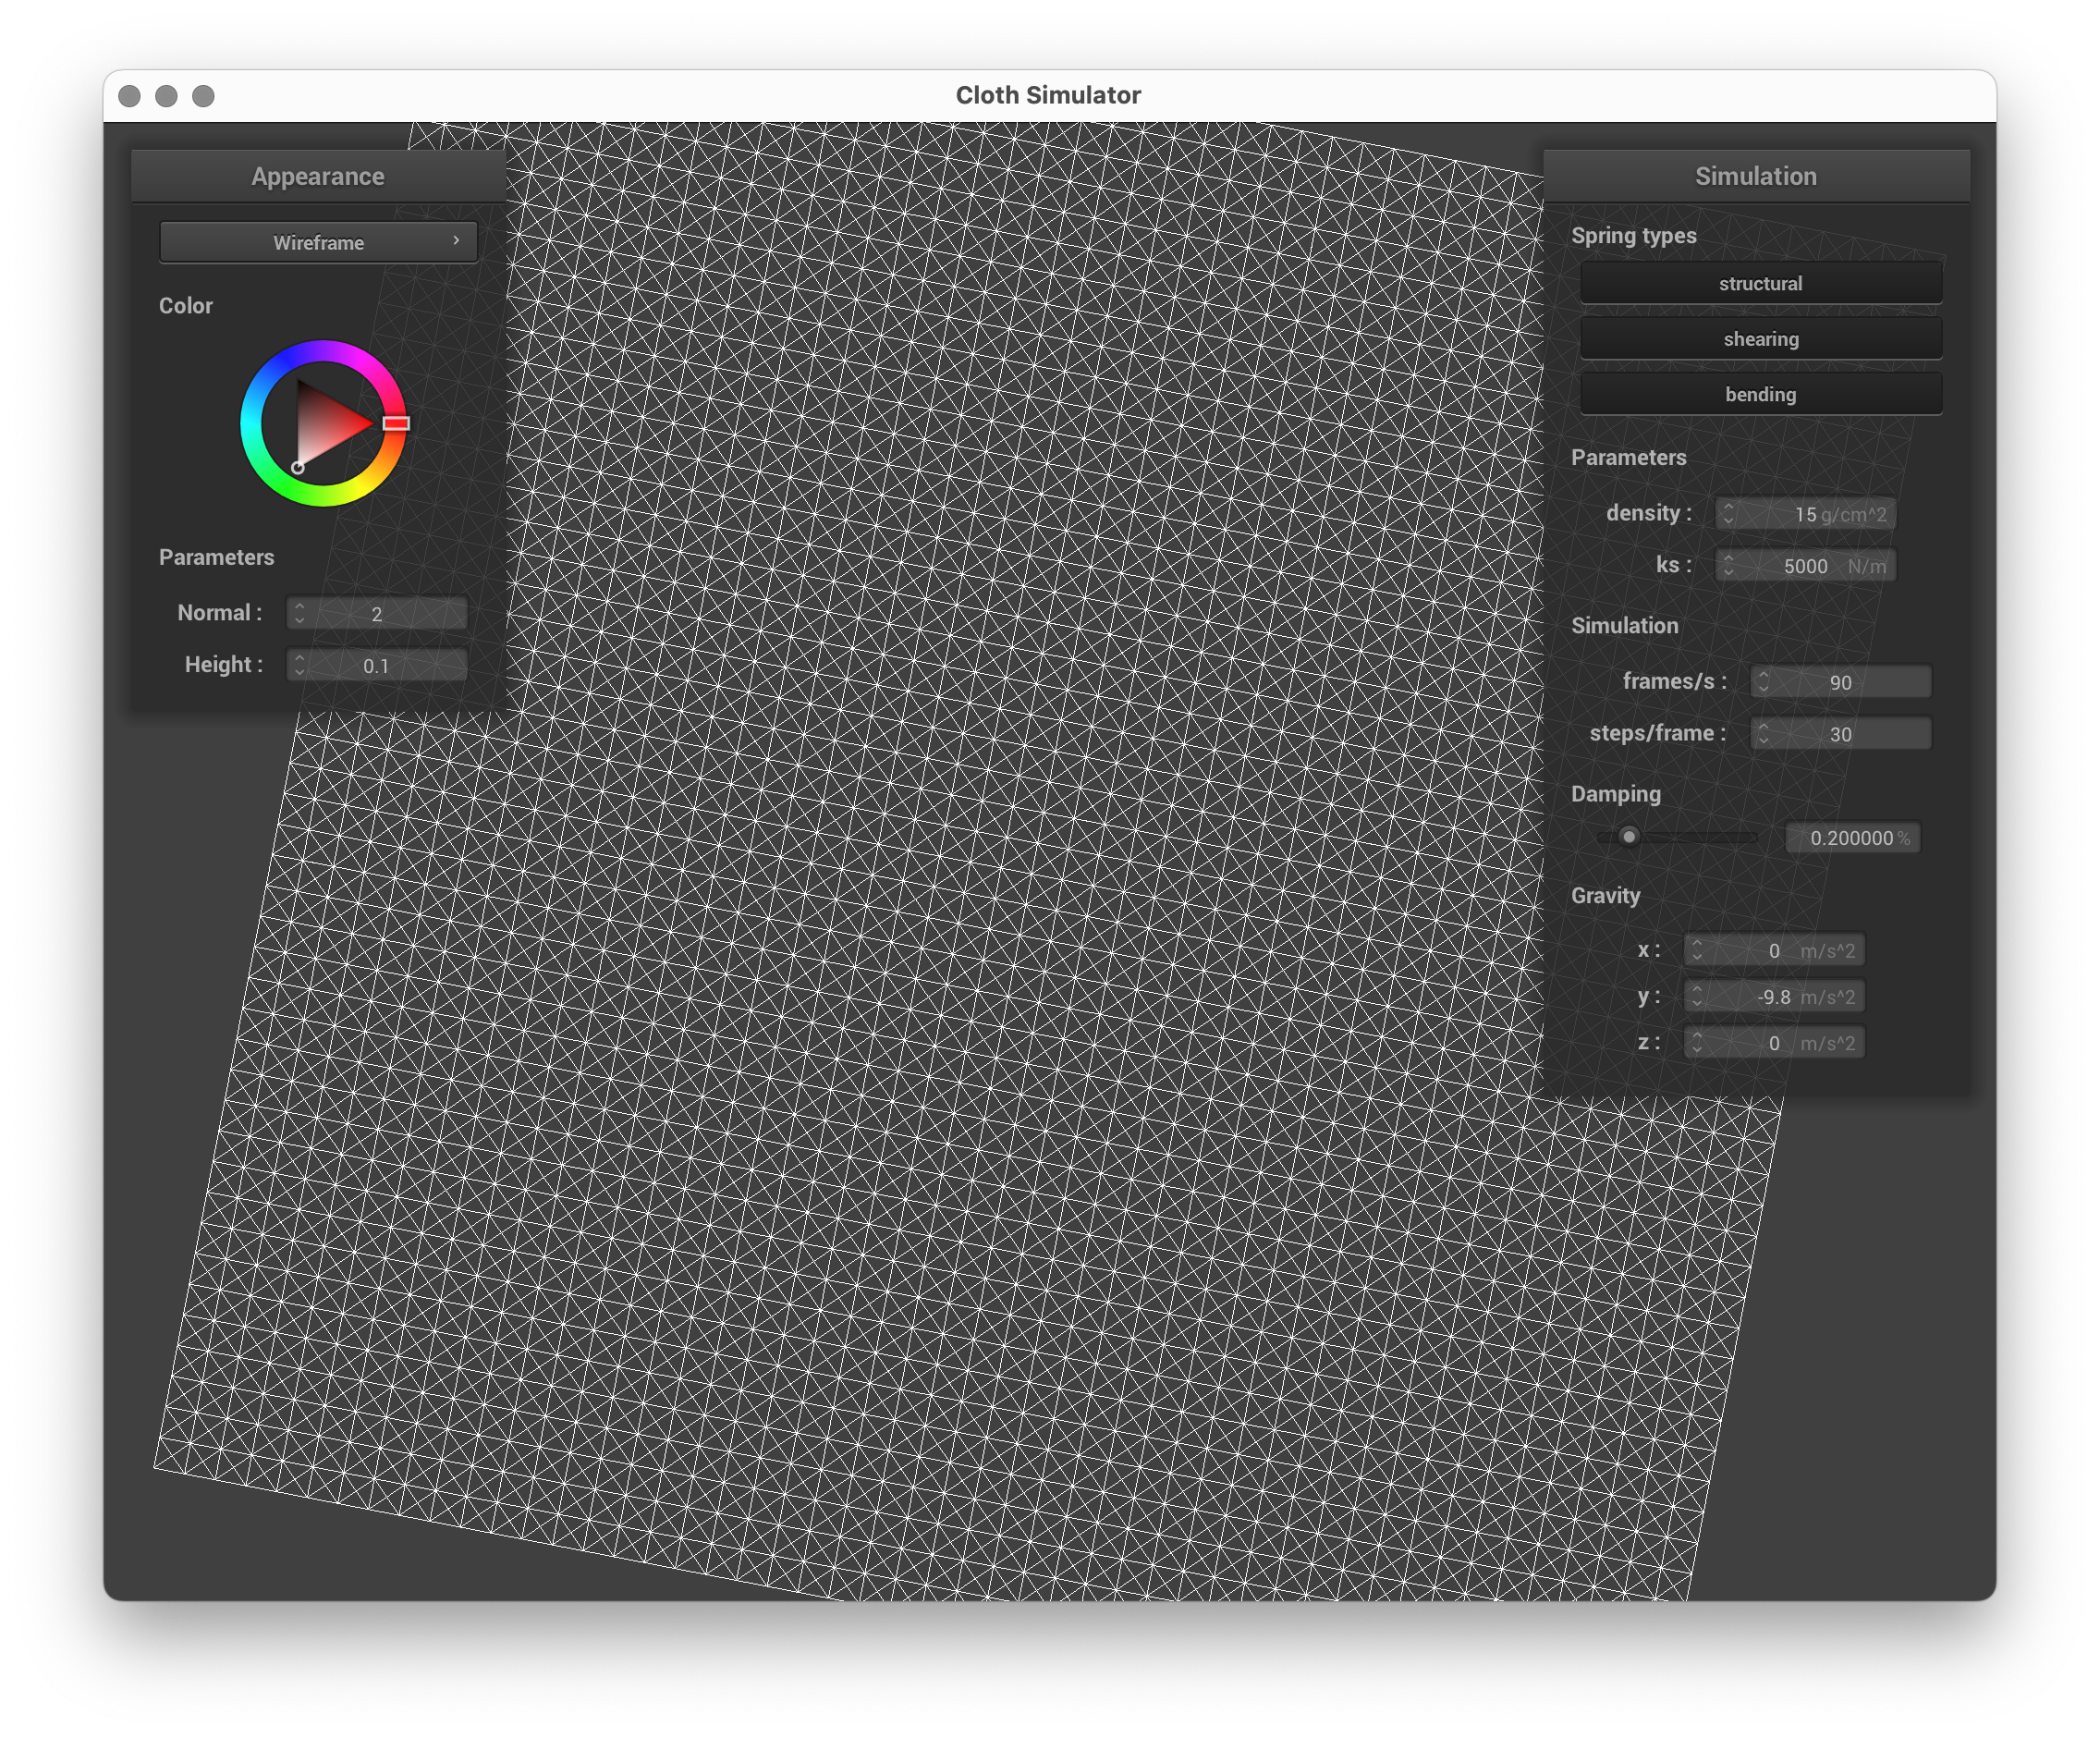 Cloth Simulator
Appearance
Wireframe
Color
Parameters
Normal : 2
Height : 0.1
Simulation
Spring types
structural
shearing
bending
Parameters
density : 15 g/cm^2
ks : 5000 N/m
Simulation
frames/s : 90
steps/frame : 30
Damping
0.200000 %
Gravity
x : 0 m/s^2
y : -9.8 m/s^2
z : 0 m/s^2